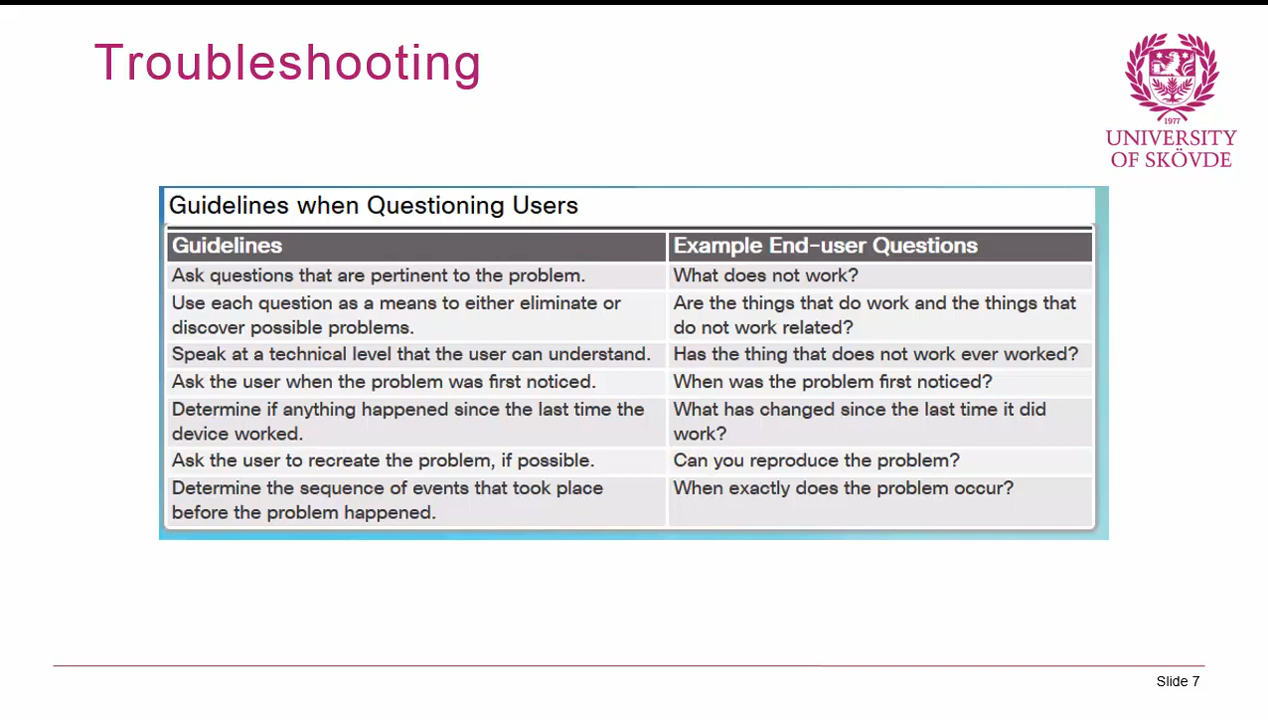 Troubleshooting
1977
UNIVERSITY
OF SKÖVDE
Guidelines when Questioning Users
Guidelines
Example End-user Questions
Ask questions that are pertinent to the problem.
What does not work?
Use each question as a means to either eliminate or
discover possible problems.
Are the things that do work and the things that
do not work related?
Speak at a technical level that the user can understand.
Has the thing that does not work ever worked?
Ask the user when the problem was first noticed.
When was the problem first noticed?
Determine if anything happened since the last time the
device worked.
What has changed since the last time it did
work?
Ask the user to recreate the problem, if possible.
Can you reproduce the problem?
Determine the sequence of events that took place
before the problem happened.
When exactly does the problem occur?
Slide 7